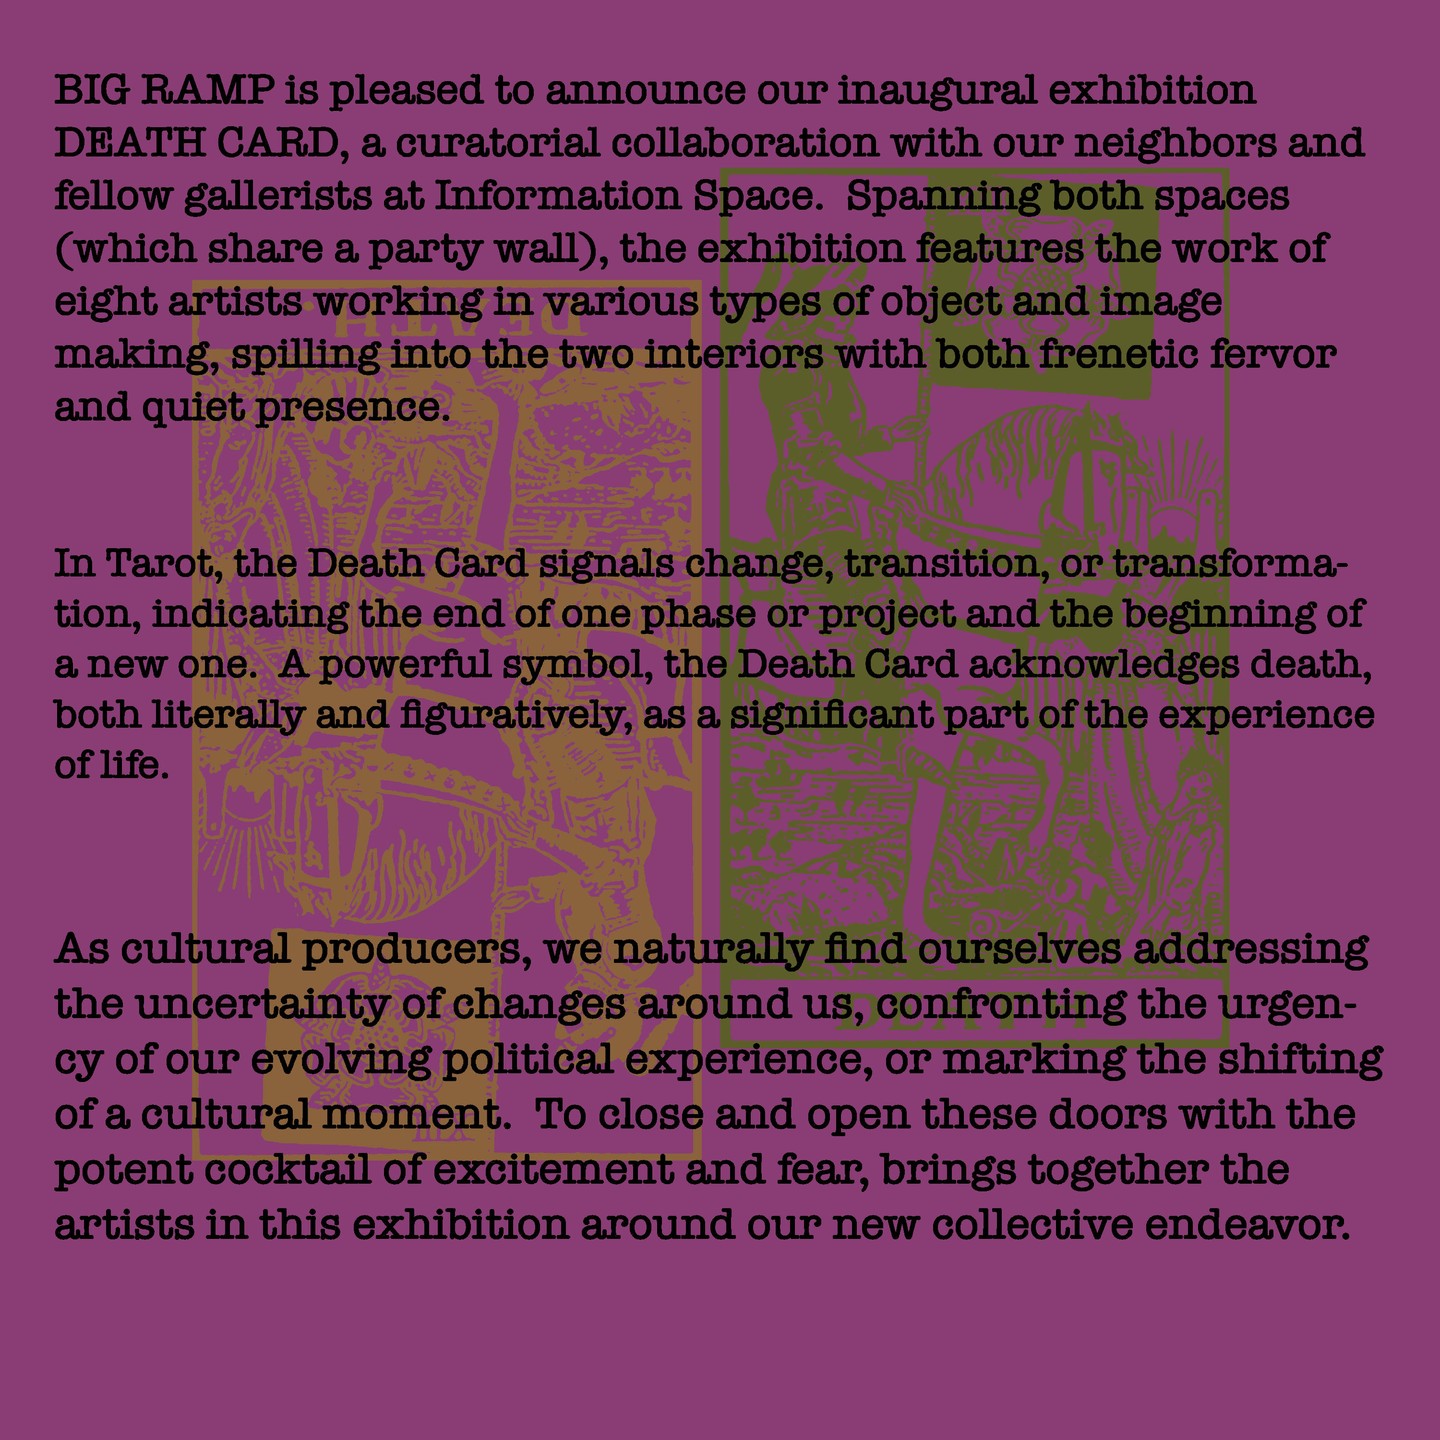 BIG RAMP is pleased to announce our inaugural exhibition
DEATH CARD, a curatorial collaboration with our neighbors and
fellow gallerists at Information Space.  Spanning both spaces
(which share a party wall), the exhibition features the work of
eight artists working in various types of object and image
making, spilling into the two interiors with both frenetic fervor
and quiet presence.
DEATH
In Tarot, the Death Card signals change, transition, or transforma-
tion, indicating the end of one phase or project and the beginning of
a new one.  A powerful symbol, the Death Card acknowledges death,
both literally and figuratively, as a significant part of the experience
of life.
As cultural producers, we naturally find ourselves addressing
the uncertainty of changes around us, confronting the urgen-
cy of our evolving political experience, or marking the shifting
of a cultural moment.  To close and open these doors with the
potent cocktail of excitement and fear, brings together the
artists in this exhibition around our new collective endeavor.
DEATH
XIII